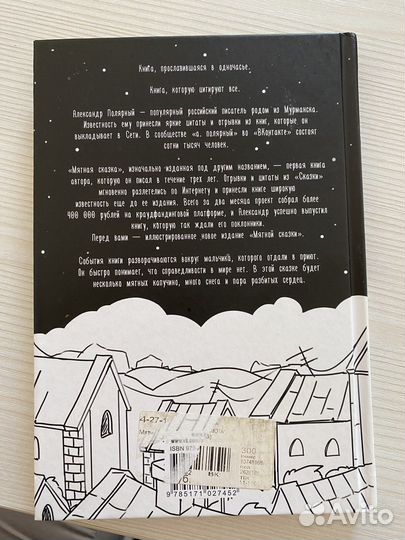 Книга, прославившаяся в одночасье.
Книга, которую цитируют все.
Александр Полярный — популярный российский писатель родом из Мурманска.
Известность ему принесли яркие цитаты и отрывки из книг, которые он
выкладывает в Сети. В сообществе «а. полярный» во «ВКонтакте» состоят
сотни тысяч человек.
«Мятная сказка», изначально изданная под другим названием, — первая книга
автора, которую он писал в течение трех лет. Отрывки и цитаты из «Сказки»
мгновенно разлетелись по Интернету и принесли книге широкую
известность еще до ее издания. Всего за два месяца проект собрал более
900 000 рублей на краудфандинговой платформе, и Александр успешно выпустил
книгу, которую так ждали его поклонники.
Перед вами — иллюстрированное новое издание «Мятной сказки».
События книги разворачиваются вокруг мальчика, которого отдали в приют.
Он быстро понимает, что справедливости в мире нет. В этой сказке будет
несколько мятных капучино, много снега и пара разбитых сердец.
300
ISBN 978-
9785171027452
Avito